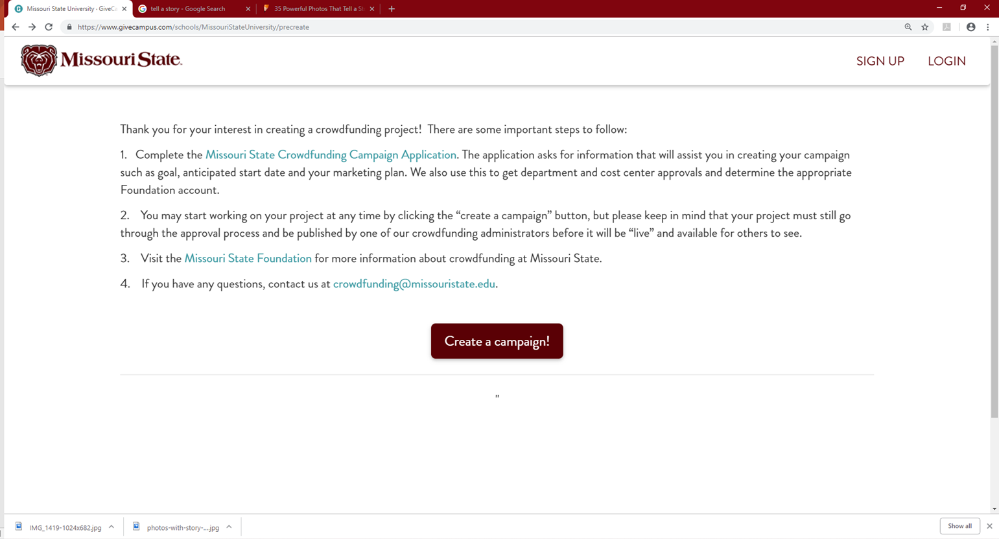 Missouri State University - GiveCa
tell a story - Google Search
35 Powerful Photos That Tell a St
https://www.givecampus.com/schools/MissouriStateUniversity/precreate
Missouri State
SIGN UP
LOGIN
Thank you for your interest in creating a crowdfunding project!  There are some important steps to follow:
1.  Complete the Missouri State Crowdfunding Campaign Application. The application asks for information that will assist you in creating your campaign
such as goal, anticipated start date and your marketing plan. We also use this to get department and cost center approvals and determine the appropriate
Foundation account.
2.  You may start working on your project at any time by clicking the “create a campaign” button, but please keep in mind that your project must still go
through the approval process and be published by one of our crowdfunding administrators before it will be “live” and available for others to see.
3.  Visit the Missouri State Foundation for more information about crowdfunding at Missouri State.
4.  If you have any questions, contact us at crowdfunding@missouristate.edu.
Create a campaign!
"
IMG_1419-1024x682.jpg
photos-with-story-....jpg
Show all